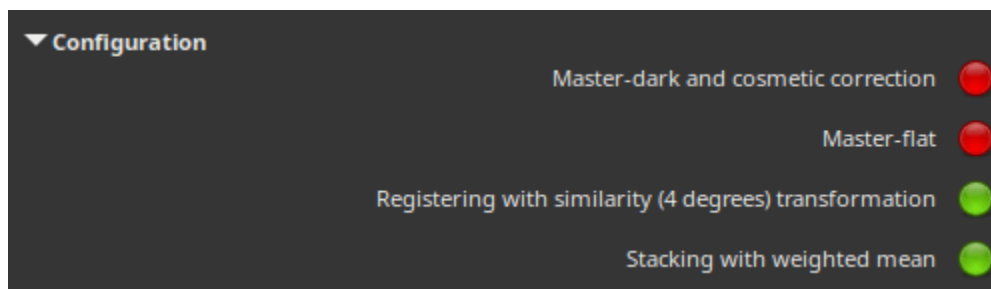 Configuration
Master-dark and cosmetic correction
Master-flat
Registering with similarity (4 degrees) transformation
Stacking with weighted mean